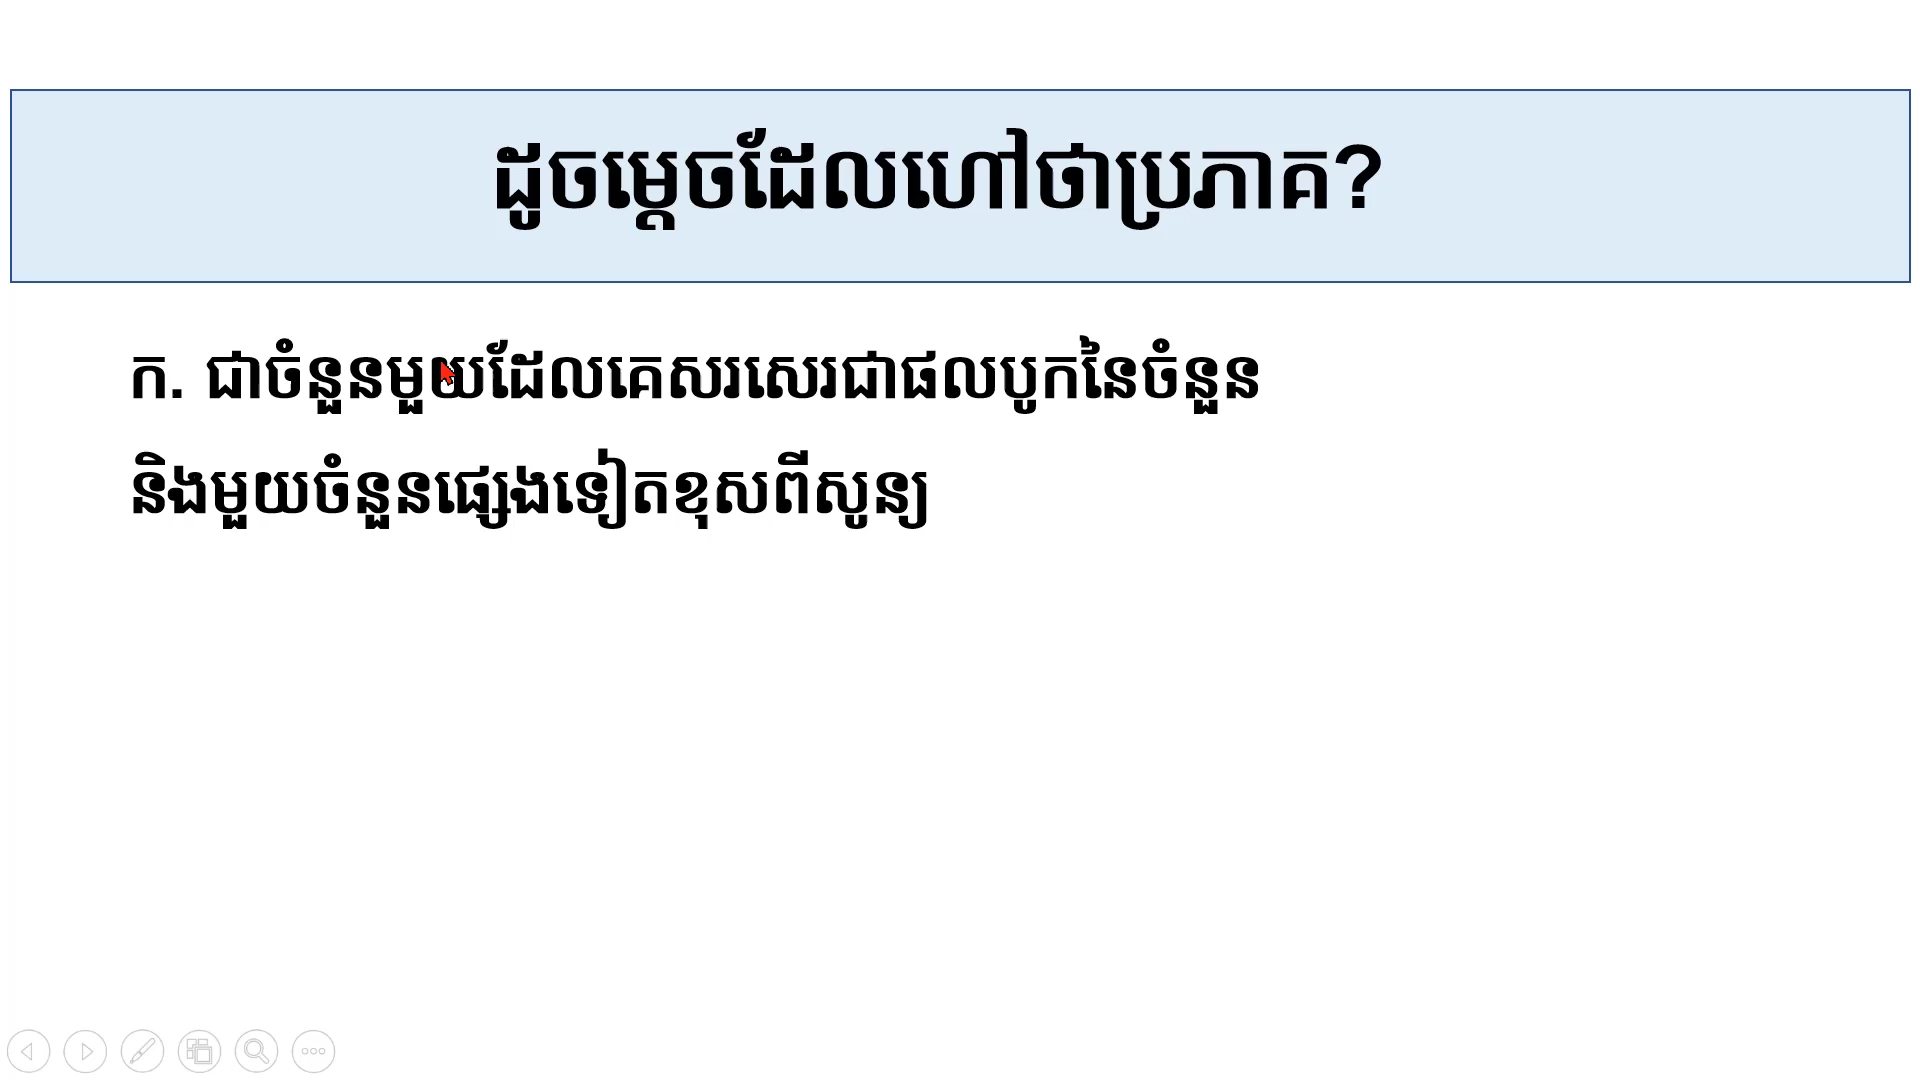 ដូចម្ដេចដែលហៅថាប្រភាគ?
ក. ជាចំនួនមួយដែលគេសរសេរជាផលបូកនៃចំនួន
និងមួយចំនួនផ្សេងទៀតខុសពីសូន្យ